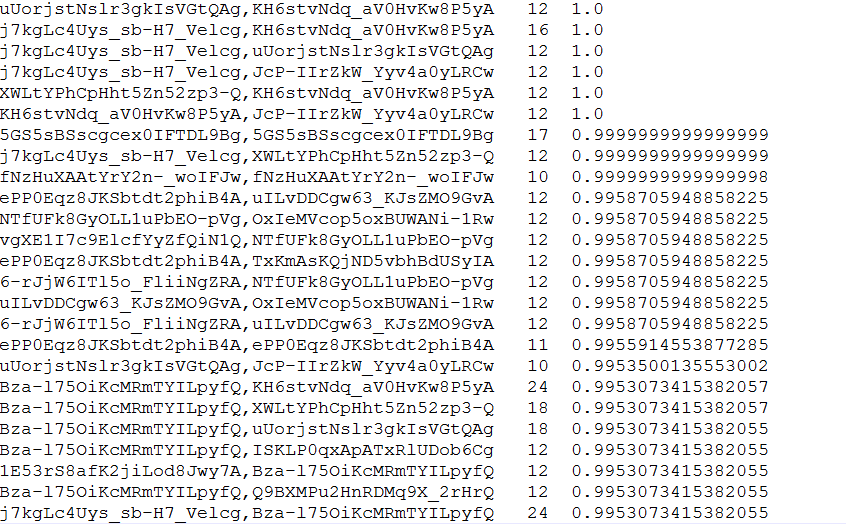 uUorjstNslr3gkIsVGtQAg,KH6stvNdq_aV0HvKw8P5yA 12 1.0
j7kgLc4Uys_sb-H7_Velcg,KH6stvNdq_aV0HvKw8P5yA 16 1.0
j7kgLc4Uys_sb-H7_Velcg,uUorjstNslr3gkIsVGtQAg 12 1.0
j7kgLc4Uys_sb-H7_Velcg,JcP-IIrZkW_Yyv4a0yLRCw 12 1.0
XWLtYPhCpHht5Zn52zp3-Q,KH6stvNdq_aV0HvKw8P5yA 12 1.0
KH6stvNdq_aV0HvKw8P5yA,JcP-IIrZkW_Yyv4a0yLRCw 12 1.0
5GS5sBSscgcex0IFTDL9Bg,5GS5sBSscgcex0IFTDL9Bg 17 0.9999999999999999
j7kgLc4Uys_sb-H7_Velcg,XWLtYPhCpHht5Zn52zp3-Q 12 0.9999999999999999
fNzHuXAAtYrY2n-_woIFJw,fNzHuXAAtYrY2n-_woIFJw 10 0.9999999999999998
ePP0Eqz8JKSbtdt2phiB4A,uILvDDCgw63_KJsZMO9GvA 12 0.9958705948858225
NTfUFk8GyOLL1uPbEO-pVg,OxIeMVcop5oxBUWANi-1Rw 12 0.9958705948858225
vgXE1I7c9ElcfYyZfQiN1Q,NTfUFk8GyOLL1uPbEO-pVg 12 0.9958705948858225
ePP0Eqz8JKSbtdt2phiB4A,TxKmAsKQjND5vbhBdUSyIA 12 0.9958705948858225
6-rJjW6ITl5o_FliiNgZRA,NTfUFk8GyOLL1uPbEO-pVg 12 0.9958705948858225
uILvDDCgw63_KJsZMO9GvA,OxIeMVcop5oxBUWANi-1Rw 12 0.9958705948858225
6-rJjW6ITl5o_FliiNgZRA,uILvDDCgw63_KJsZMO9GvA 12 0.9958705948858225
ePP0Eqz8JKSbtdt2phiB4A,ePP0Eqz8JKSbtdt2phiB4A 11 0.9955914553877285
uUorjstNslr3gkIsVGtQAg,JcP-IIrZkW_Yyv4a0yLRCw 10 0.9953500135553002
Bza-l75OiKcMRmTYILpyfQ,KH6stvNdq_aV0HvKw8P5yA 24 0.9953073415382057
Bza-l75OiKcMRmTYILpyfQ,XWLtYPhCpHht5Zn52zp3-Q 18 0.9953073415382057
Bza-l75OiKcMRmTYILpyfQ,uUorjstNslr3gkIsVGtQAg 18 0.9953073415382055
Bza-l75OiKcMRmTYILpyfQ,ISKLP0qxApATxRlUDob6Cg 12 0.9953073415382055
1E53rS8afK2jiLod8Jwy7A,Bza-l75OiKcMRmTYILpyfQ 12 0.9953073415382055
Bza-l75OiKcMRmTYILpyfQ,Q9BXMPu2HnRDMq9X_2rHrQ 12 0.9953073415382055
j7kgLc4Uys_sb-H7_Velcg,Bza-l75OiKcMRmTYILpyfQ 24 0.9953073415382055